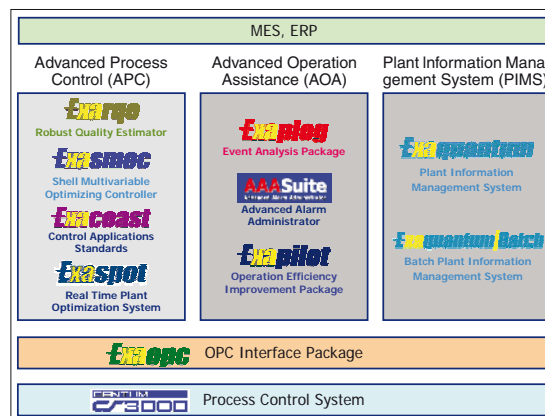 MES, ERP
Advanced Process
Control (APC)
Exarqe
Robust Quality Estimator
Exasmoc
Shell Multivariable
Optimizing Controller
Exacoast
Control Applications
Standards
Exaspot
Real Time Plant
Optimization System
Advanced Operation
Assistance (AOA)
Exaplog
Event Analysis Package
AAASuite
Advanced Alarm
Administrator
Exapilot
Operation Efficiency
Improvement Package
Plant Information Mana
gement System (PIMS)
Exaquantum
Plant Information
Management System
Exaquantum/Batch
Batch Plant Information
Management System
Exaopc OPC Interface Package
CENTUM CS3000 Process Control System